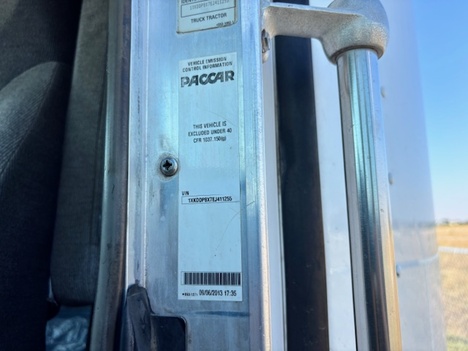 TRUCK TRACTOR
VEHICLE EMISSION
CONTROL INFORMATION
PACCAR
THIS VEHICLE IS
EXCLUDED UNDER 40
CFR 1037.150(g)
VIN
09/06/2013 17:35